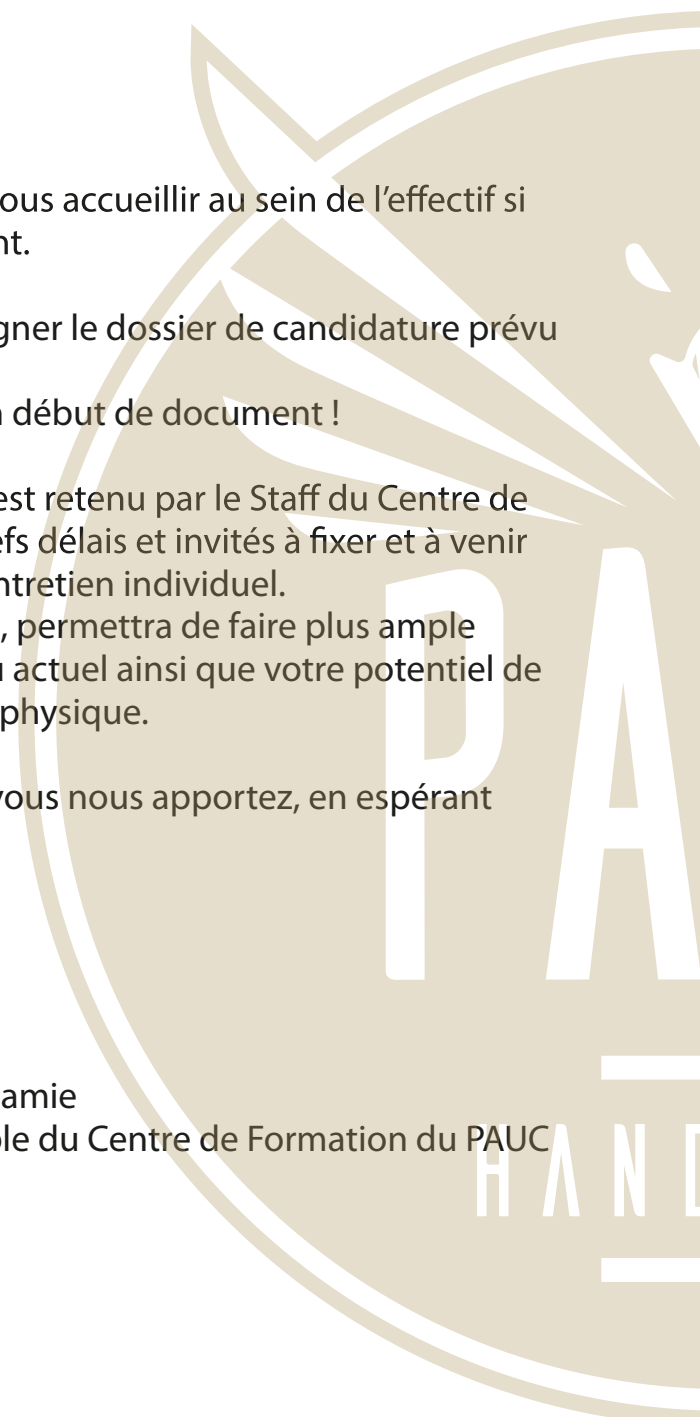 ous accueillir au sein de l’effectif si
nt.
gner le dossier de candidature prévu
début de document !
est retenu par le Staff du Centre de
efs délais et invités à fixer et à venir
ntretien individuel.
, permettra de faire plus ample
actuel ainsi que votre potentiel de
physique.
vous nous apportez, en espérant
PA
amie
ole du Centre de Formation du PAUC
HAND